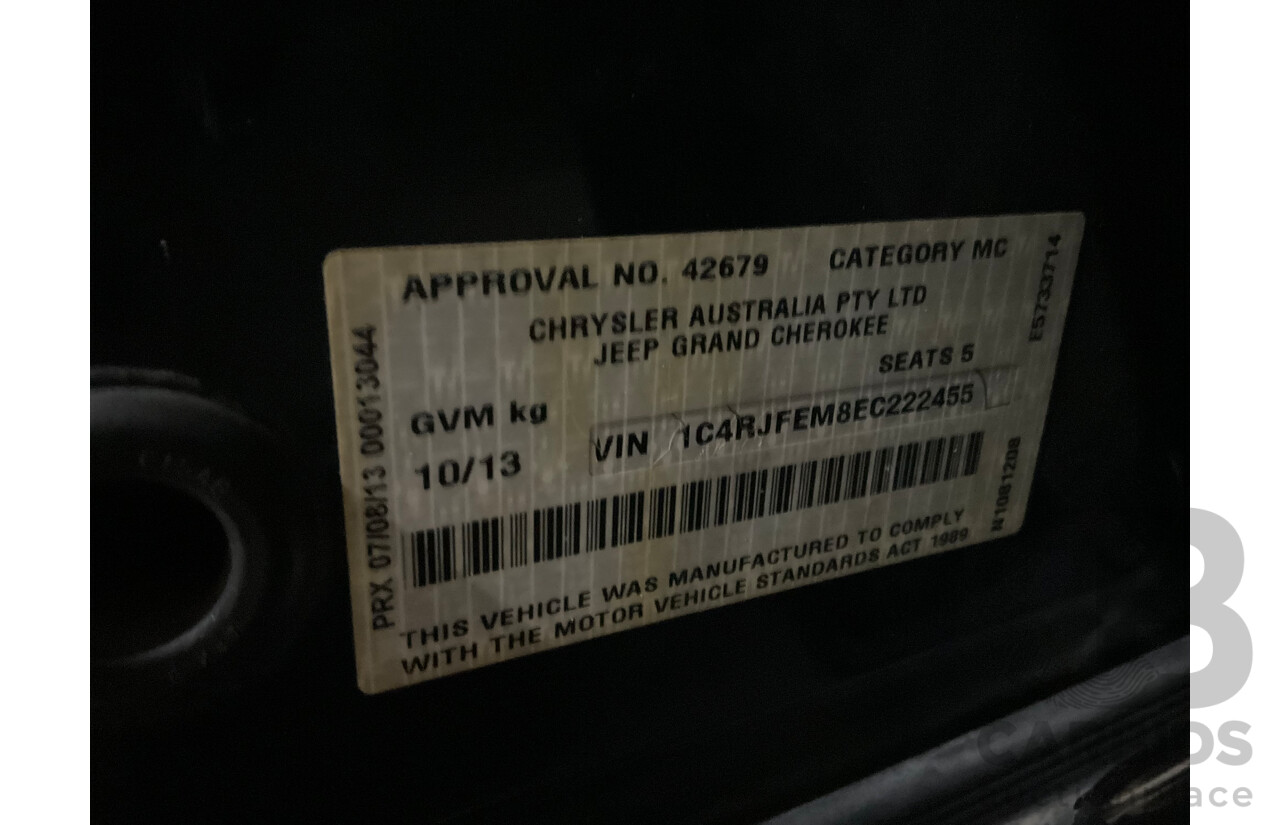 APPROVAL NO. 42679 CATEGORY MC
CHRYSLER AUSTRALIA PTY LTD
JEEP GRAND CHEROKEE
SEATS 5
GVM kg
VIN 1C4RJFEM8EC222455
10/13
THIS VEHICLE WAS MANUFACTURED TO COMPLY
WITH THE MOTOR VEHICLE STANDARDS ACT 1989
PRX 07/08/13 00013044
E5733714
N1081208